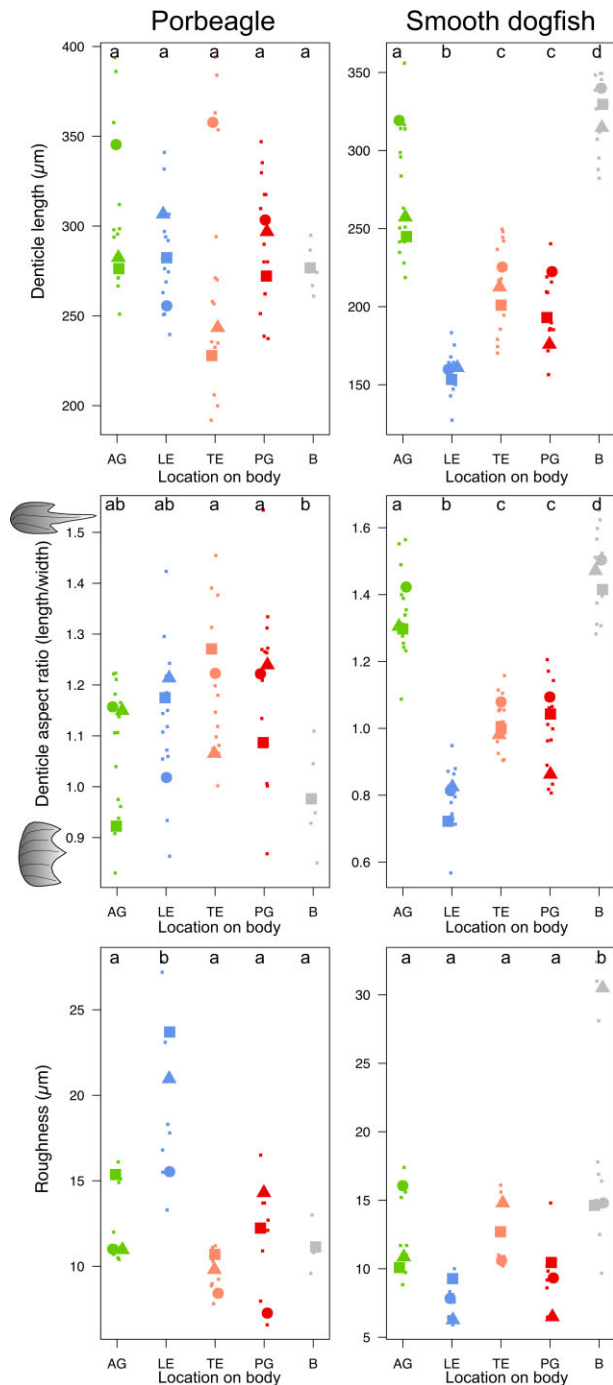 Porbeagle Smooth dogfish
a a a a a
a b c c d
Denticle length (µm)
400
350
300
250
200
350
300
250
200
150
AG LE TE PG B
AG LE TE PG B
Location on body
Location on body
ab ab a a b
a b c c d
Denticle aspect ratio (length/width)
1.5
1.4
1.3
1.2
1.1
1.0
0.9
1.6
1.4
1.2
1.0
0.8
0.6
AG LE TE PG B
AG LE TE PG B
Location on body
Location on body
a b a a a
a a a a b
Roughness (µm)
25
20
15
10
30
25
20
15
10
5
AG LE TE PG B
AG LE TE PG B
Location on body
Location on body